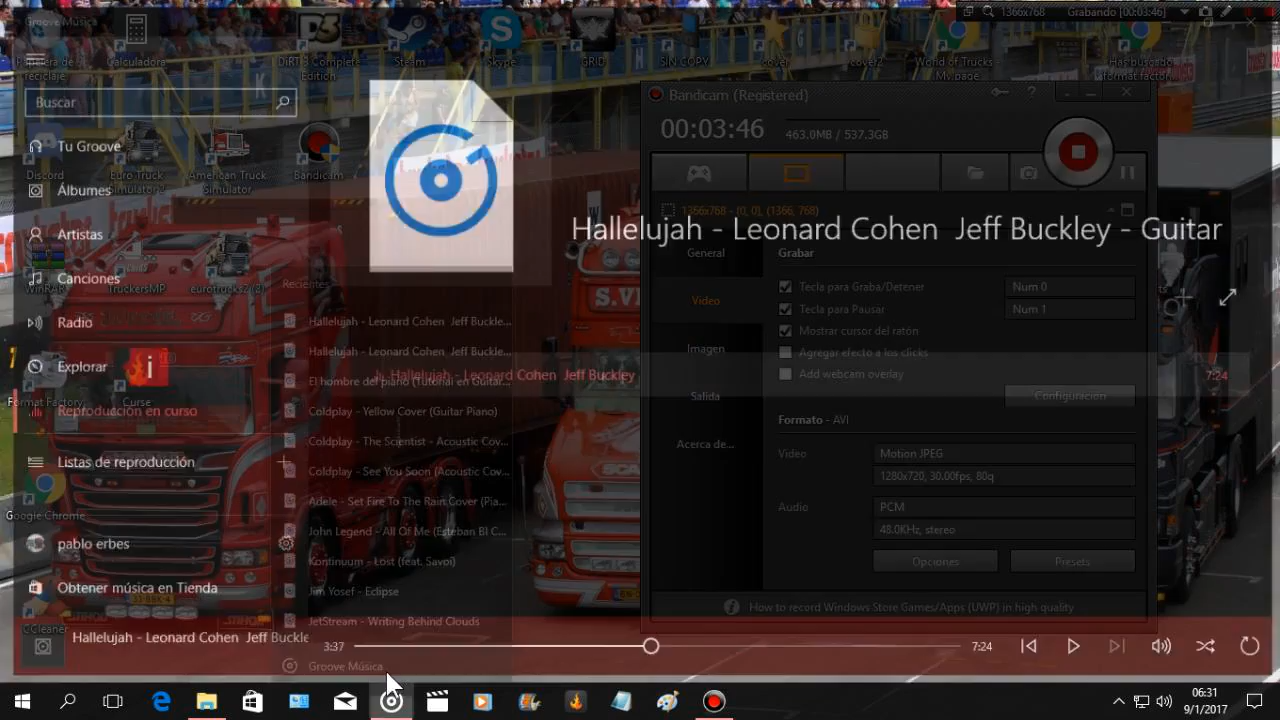 Groove Música
1366x768 Grabando [00:03:46]
Papelera de reciclaje
Calculadora
DiRT 3 Complete Edition
Steam
Skype
GRID
SIN COPY
cover
cover2
World of Trucks - My page
Has buscado format factory
Buscar
Discord
Euro Truck Simulator 2
American Truck Simulator
Bandicam
Tu Groove
Álbumes
Artistas
Canciones
WinRAR
TruckersMP
eurotrucks2 (2)
Radio
Explorar
Format Factory
Curse
Reproducción en curso
Listas de reproducción
Google Chrome
pablo erbes
Obtener música en Tienda
CCleaner
Hallelujah - Leonard Cohen Jeff Buckle
Hallelujah - Leonard Cohen Jeff Buckley - Guitar
Hallelujah - Leonard Cohen Jeff Buckley
7:24
Recientes
Hallelujah - Leonard Cohen Jeff Buckle...
Hallelujah - Leonard Cohen Jeff Buckle...
El hombre del piano (Tutorial en Guitar...
Coldplay - Yellow Cover (Guitar Piano)
Coldplay - The Scientist - Acoustic Cov...
Coldplay - See You Soon (Acoustic Cov...
Adele - Set Fire To The Rain Cover (Pia...
John Legend - All Of Me (Esteban Bl C...
Kontinuum - Lost (feat. Savoi)
Jim Yosef - Eclipse
JetStream - Writing Behind Clouds
Groove Música
Bandicam (Registered)
00:03:46
463.0MB / 537.3GB
1366x768 - (0, 0), (1366, 768)
General
Video
Imagen
Salida
Acerca de...
Grabar
Tecla para Graba/Detener
Num 0
Tecla para Pausar
Num 1
Mostrar cursor del ratón
Agregar efecto a los clicks
Add webcam overlay
Configuración
Formato - AVI
Video
Motion JPEG
1280x720, 30.00fps, 80q
Audio
PCM
48.0KHz, stereo
Opciones
Presets
How to record Windows Store Games/Apps (UWP) in high quality
3:37
7:24
06:31
9/1/2017